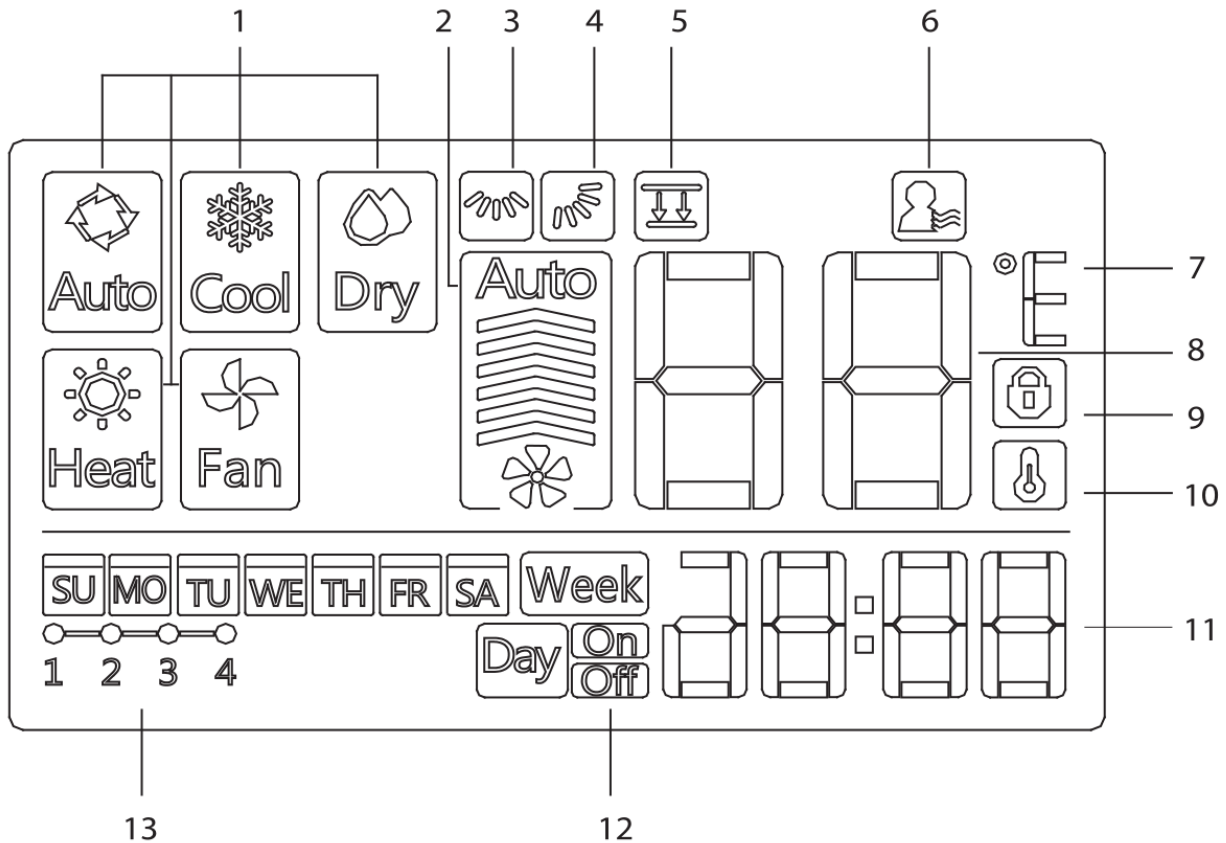 1 2 3 4 5 6
Auto Cool Dry Auto 88 °E 7
8
9
Heat Fan
10
SU MO TU WE TH FR SA Week
Day On
Off
11
1 2 3 4
13 12